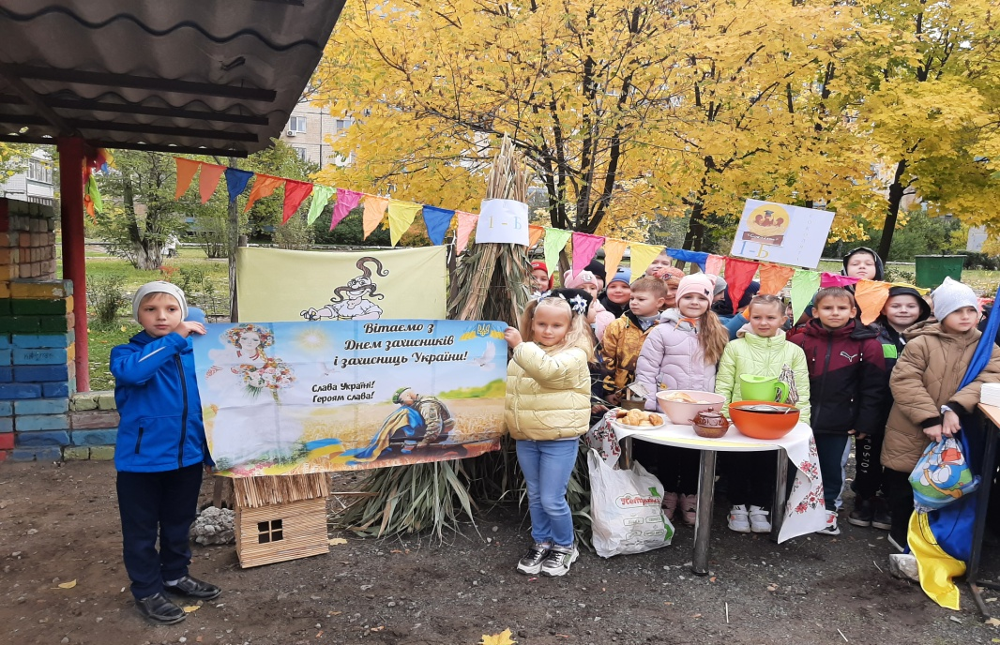 1 - Б
1-Б
Вітаємо з
Днем захисників
і захисниць України!
Слава Україні!
Героям слава!